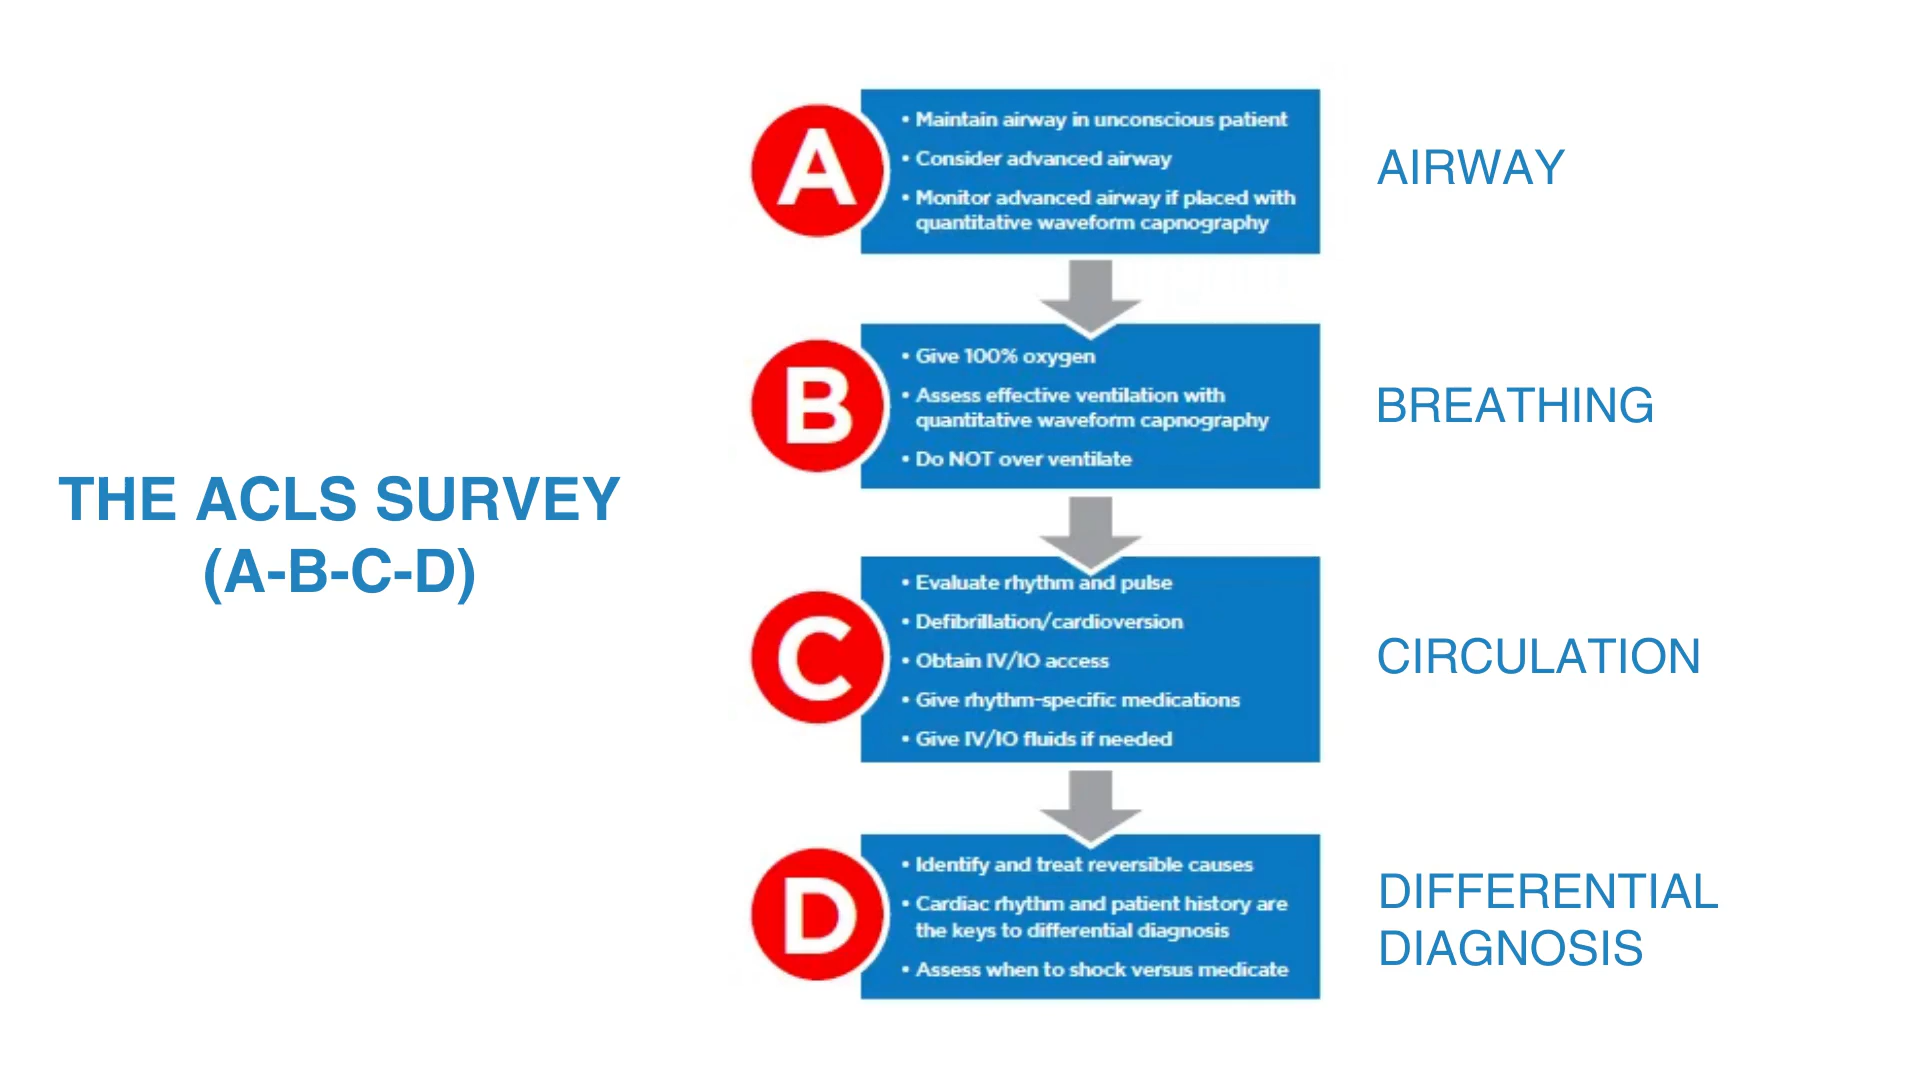 THE ACLS SURVEY
(A-B-C-D)
A
• Maintain airway in unconscious patient
• Consider advanced airway
• Monitor advanced airway if placed with
quantitative waveform capnography
AIRWAY
B
• Give 100% oxygen
• Assess effective ventilation with
quantitative waveform capnography
• Do NOT over ventilate
BREATHING
C
• Evaluate rhythm and pulse
• Defibrillation/cardioversion
• Obtain IV/IO access
• Give rhythm-specific medications
• Give IV/IO fluids if needed
CIRCULATION
D
• Identify and treat reversible causes
• Cardiac rhythm and patient history are
the keys to differential diagnosis
• Assess when to shock versus medicate
DIFFERENTIAL
DIAGNOSIS